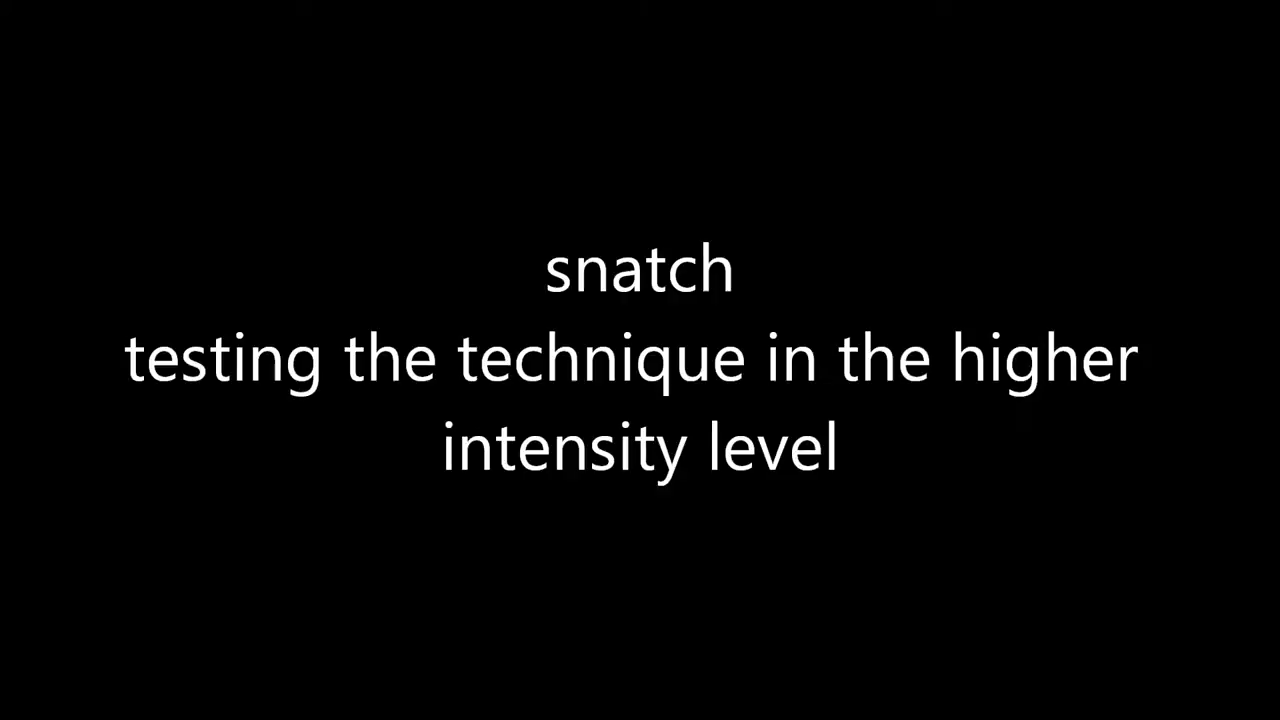 snatch
testing the technique in the higher
intensity level